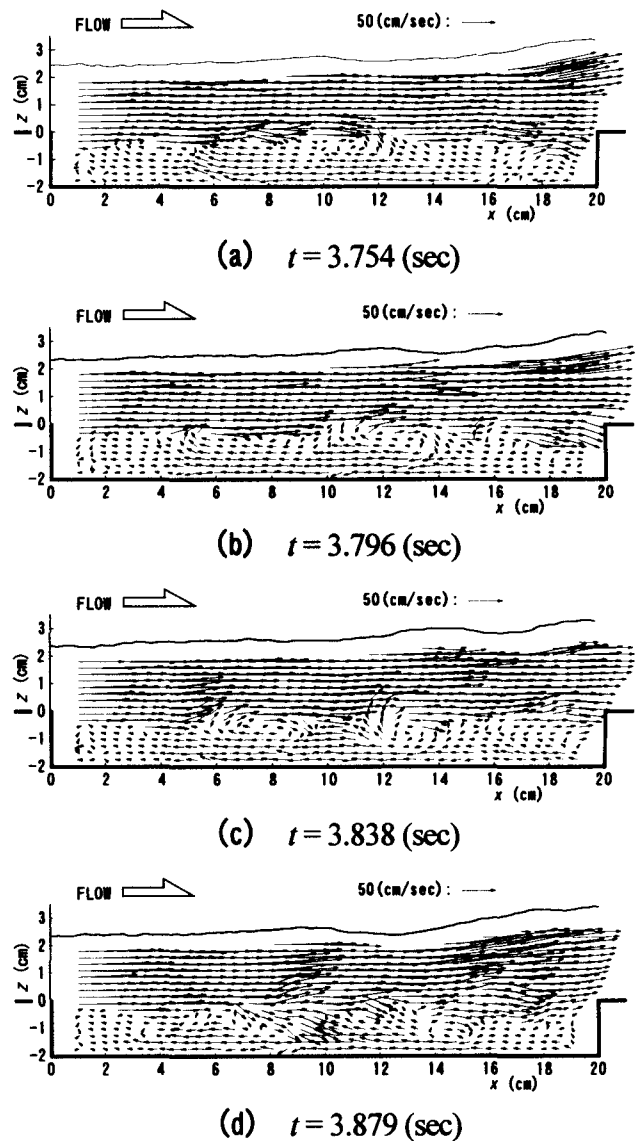 FLOW 50(cm/sec):
3
2
1
0
-1
-2
z (cm)
0 2 4 6 8 10 12 14 16 18 20
x (cm)
(a) t = 3.754 (sec)
FLOW 50(cm/sec):
3
2
1
0
-1
-2
z (cm)
0 2 4 6 8 10 12 14 16 18 20
x (cm)
(b) t = 3.796 (sec)
FLOW 50(cm/sec):
3
2
1
0
-1
-2
z (cm)
0 2 4 6 8 10 12 14 16 18 20
x (cm)
(c) t = 3.838 (sec)
FLOW 50(cm/sec):
3
2
1
0
-1
-2
z (cm)
0 2 4 6 8 10 12 14 16 18 20
x (cm)
(d) t = 3.879 (sec)